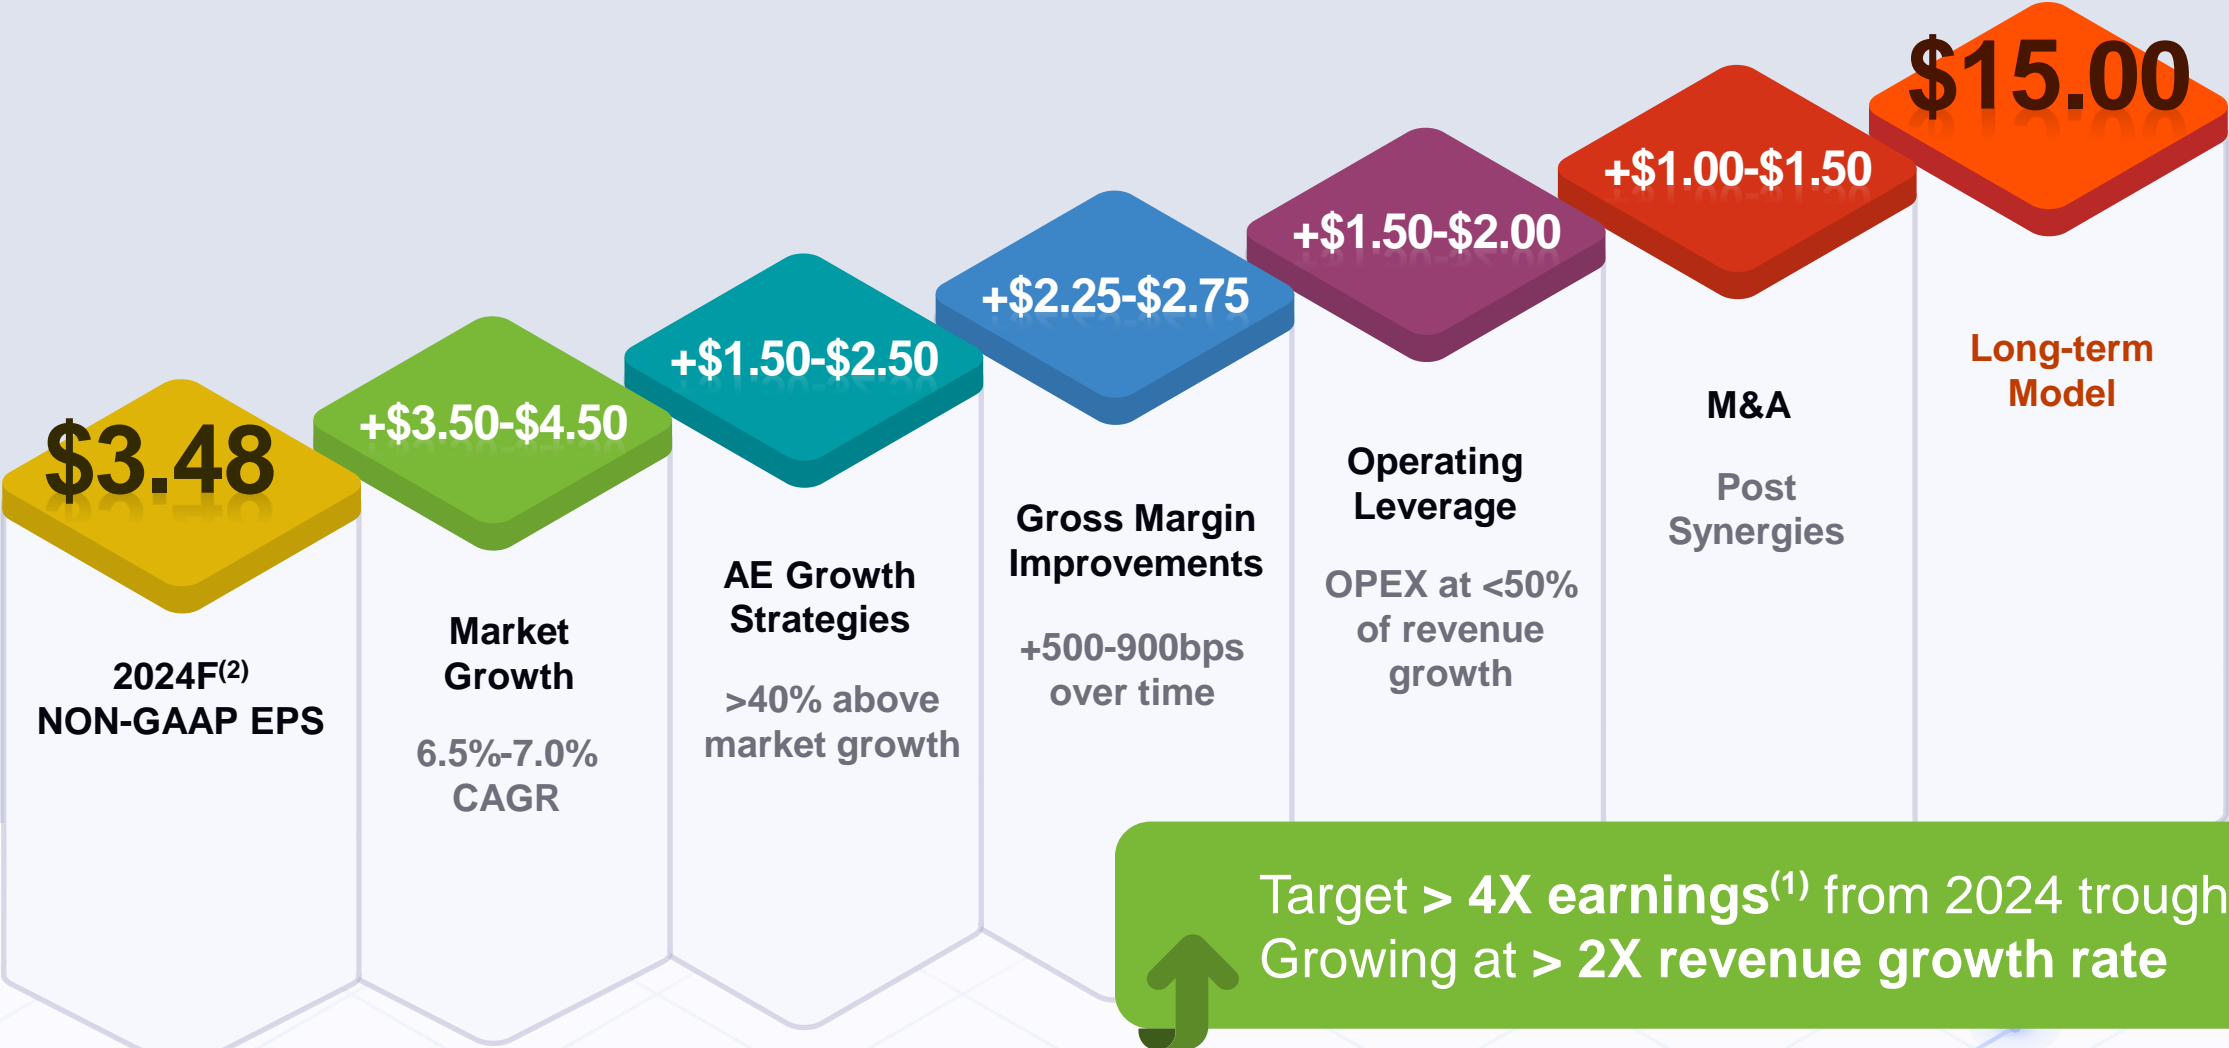 $3.48
2024F(2)
NON-GAAP EPS
+$3.50-$4.50
Market
Growth
6.5%-7.0%
CAGR
+$1.50-$2.50
AE Growth
Strategies
>40% above
market growth
+$2.25-$2.75
Gross Margin
Improvements
+500-900bps
over time
+$1.50-$2.00
Operating
Leverage
OPEX at <50%
of revenue
growth
+$1.00-$1.50
M&A
Post
Synergies
$15.00
Long-term
Model
Target > 4X earnings(1) from 2024 trough
Growing at > 2X revenue growth rate